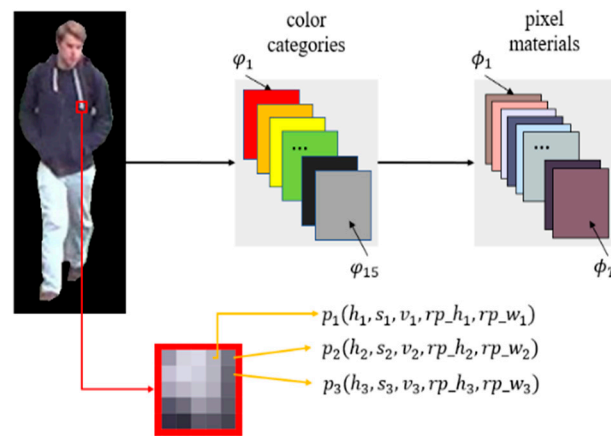 color
categories
pixel
materials
φ1
ϕ1
...
...
φ15
p1(h1, s1, v1, rp_h1, rp_w1)
p2(h2, s2, v2, rp_h2, rp_w2)
p3(h3, s3, v3, rp_h3, rp_w3)